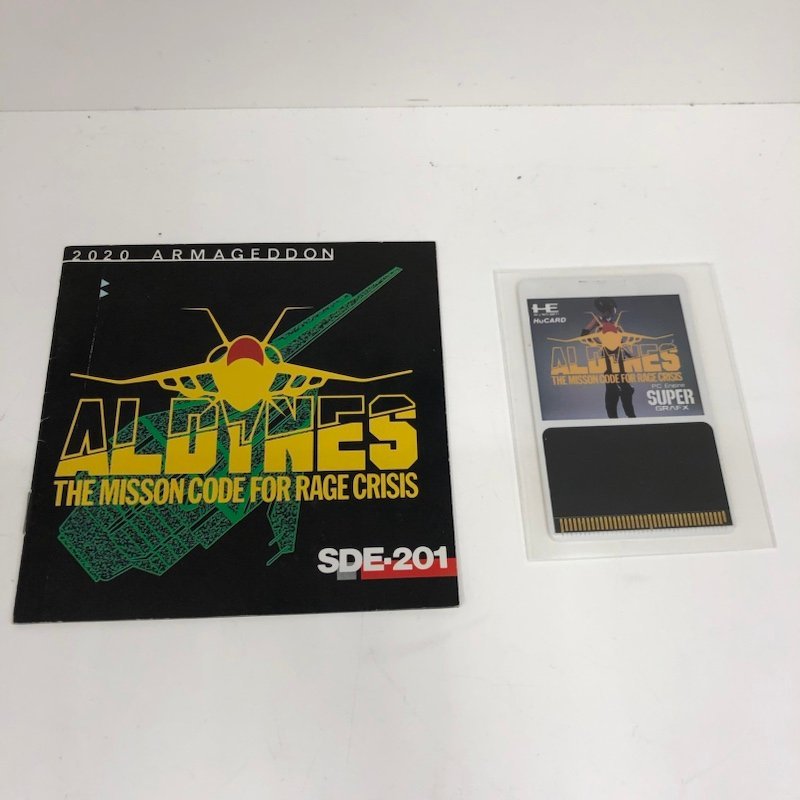 2020 ARMAGEDDON
ALDYNES
THE MISSON CODE FOR RAGE CRISIS
SDE-201
HE
HuCARD
ALDYNES
THE MISSON CODE FOR RAGE CRISIS
PC Engine
SUPER
GRAFX